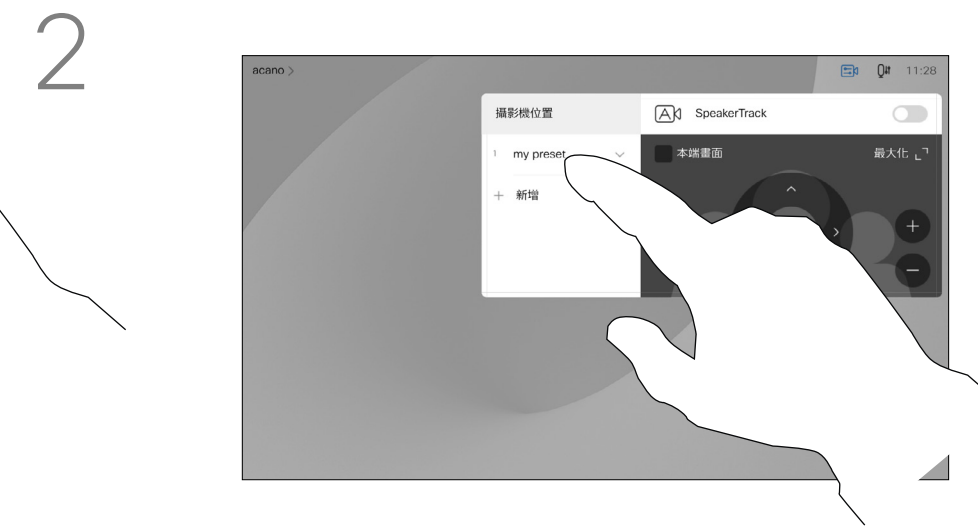 2
acano >
11:28
攝影機位置
SpeakerTrack
1 my preset
本端畫面
最大化
+ 新增